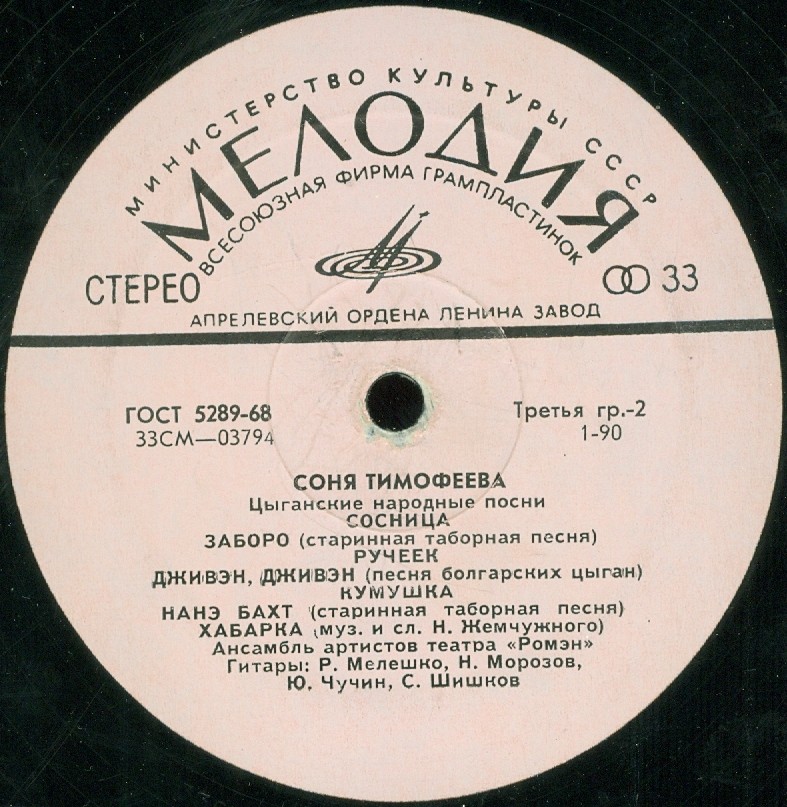 МИНИСТЕРСТВО КУЛЬТУРЫ СССР
МЕЛОДИЯ
ВСЕСОЮЗНАЯ ФИРМА ГРАМПЛАСТИНОК
СТЕРЕО
33
АПРЕЛЕВСКИЙ ОРДЕНА ЛЕНИНА ЗАВОД
ГОСТ 5289-68
Третья гр.-2
33СМ—03794
1-90
СОНЯ ТИМОФЕЕВА
Цыганские народные посни
СОСНИЦА
ЗАБОРО (старинная таборная песня)
РУЧЕЕК
ДЖИВЭН, ДЖИВЭН (песня болгарских цыган)
КУМУШКА
НАНЭ БАХТ (старинная таборная песня)
ХАБАРКА (муз. и сл. Н. Жемчужного)
Ансамбль артистов театра «Ромэн»
Гитары: Р. Мелешко, Н. Морозов,
Ю. Чучин, С. Шишков